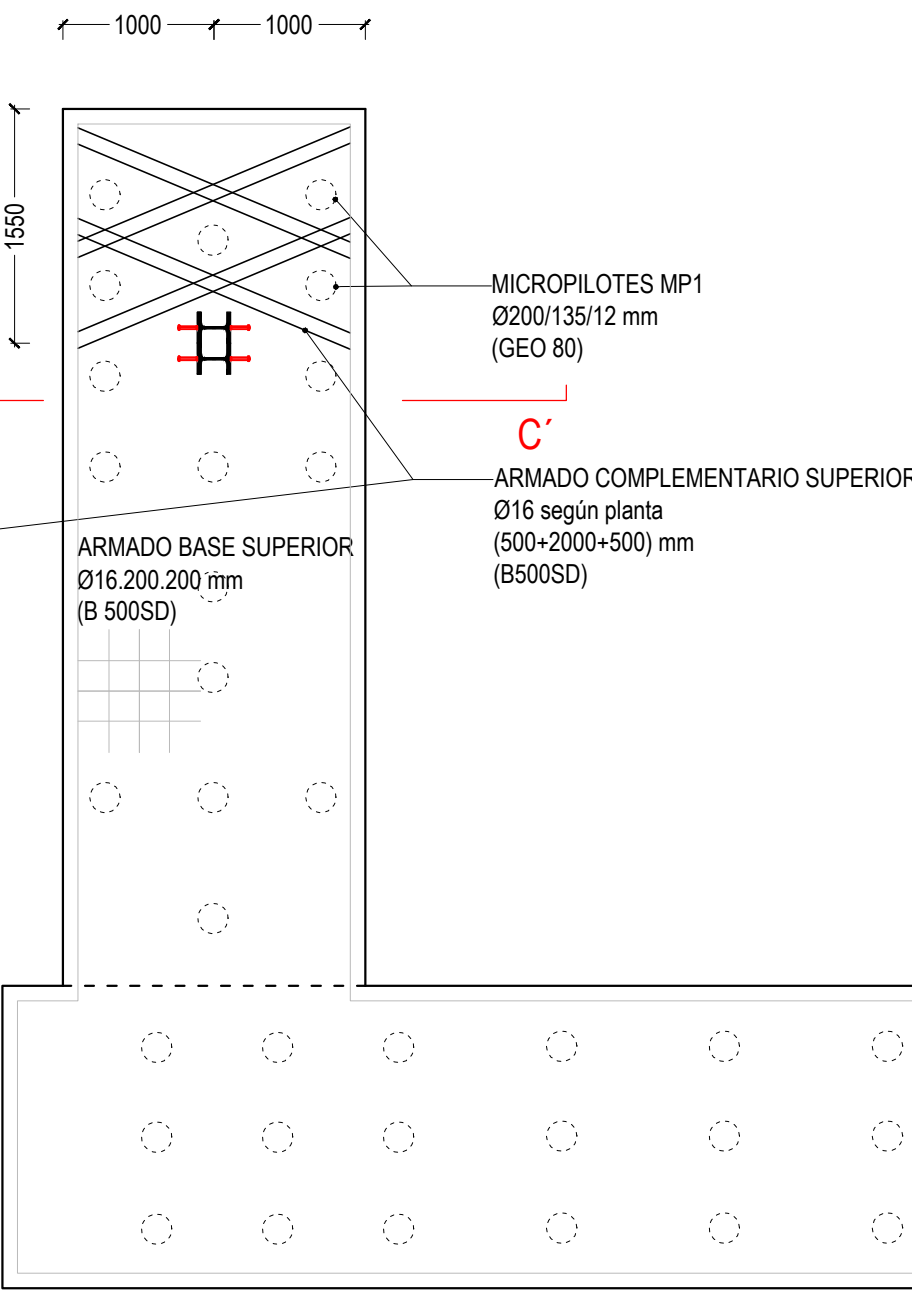 1000
1000
1550
MICROPILOTES MP1
Ø200/135/12 mm
(GEO 80)
C´
ARMADO COMPLEMENTARIO SUPERIOR
Ø16 según planta
(500+2000+500) mm
(B500SD)
ARMADO BASE SUPERIOR
Ø16.200.200 mm
(B 500SD)